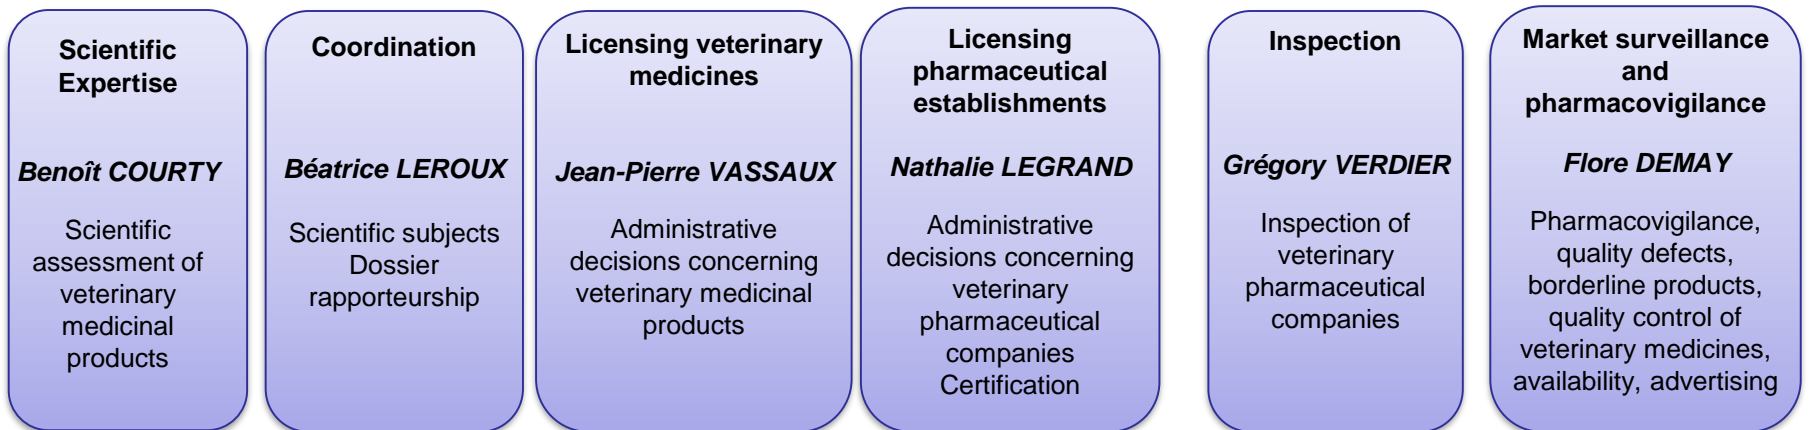 Scientific
Expertise
Benoît COURTY
Scientific
assessment of
veterinary
medicinal
products
Coordination
Béatrice LEROUX
Scientific subjects
Dossier
rapporteurship
Licensing veterinary
medicines
Jean-Pierre VASSAUX
Administrative
decisions concerning
veterinary medicinal
products
Licensing
pharmaceutical
establishments
Nathalie LEGRAND
Administrative
decisions concerning
veterinary
pharmaceutical
companies
Certification
Inspection
Grégory VERDIER
Inspection of
veterinary
pharmaceutical
companies
Market surveillance
and
pharmacovigilance
Flore DEMAY
Pharmacovigilance,
quality defects,
borderline products,
quality control of
veterinary medicines,
availability, advertising